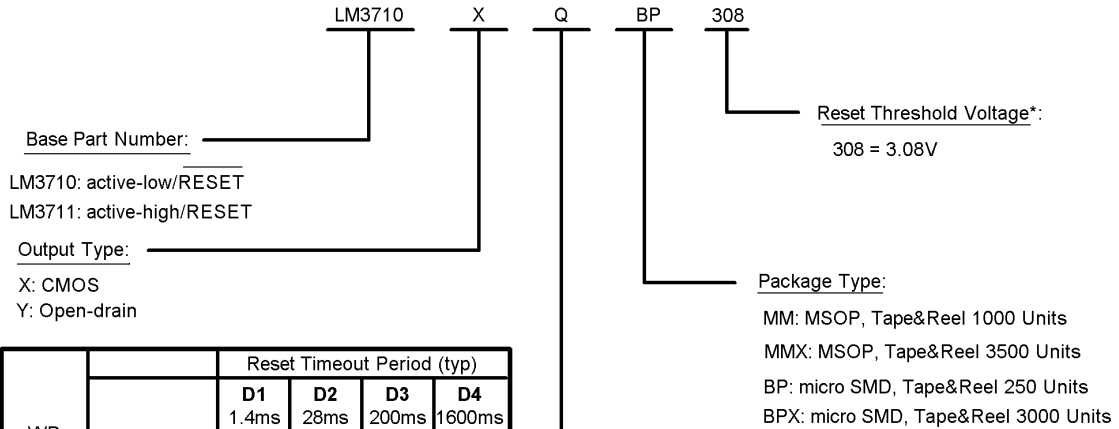 LM3710 X Q BP 308
Reset Threshold Voltage*:
308 = 3.08V
Base Part Number:
LM3710: active-low/RESET
LM3711: active-high/RESET
Output Type:
X: CMOS
Y: Open-drain
Package Type:
MM: MSOP, Tape&Reel 1000 Units
MMX: MSOP, Tape&Reel 3500 Units
BP: micro SMD, Tape&Reel 250 Units
BPX: micro SMD, Tape&Reel 3000 Units
Reset Timeout Period (typ)
D1 D2 D3 D4
1.4ms 28ms 200ms 1600ms